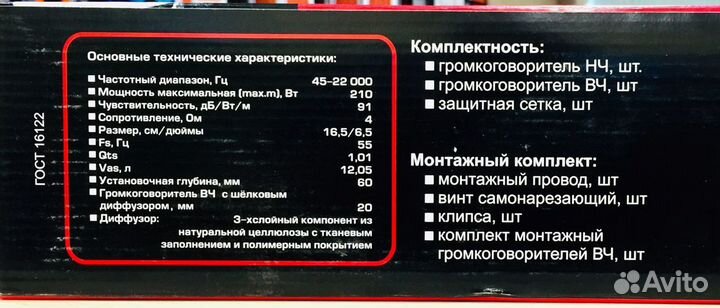 ГОСТ 16122
Основные технические характеристики:
Частотный диапазон, Гц 45-22 000
Мощность максимальная (max.m), Вт 210
Чувствительность, дБ/Вт/м 91
Сопротивление, Ом 4
Размер, см/дюймы 16,5/6,5
Fs, Гц 55
Qts 1,01
Vas, л 12,05
Установочная глубина, мм 60
Громкоговоритель ВЧ с шёлковым
диффузором, мм 20
Диффузор: 3-хслойный компонент из
натуральной целлюлозы с тканевым
заполнением и полимерным покрытием
Комплектность:
громкоговоритель НЧ, шт.
громкоговоритель ВЧ, шт
защитная сетка, шт
Монтажный комплект:
монтажный провод, шт
винт самонарезающий, шт
клипса, шт
комплект монтажный
громкоговорителей ВЧ, шт
Avito